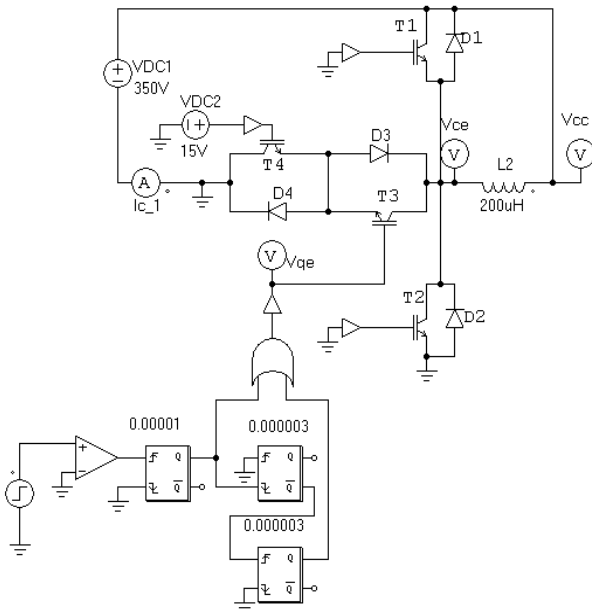 T1
D1
VDC1
350V
VDC2
15V
D3
Vce
Vcc
V
V
T4
L2
A
Ic_1
D4
T3
200uH
V
Vqe
T2
D2
0.00001
0.000003
Q
Q
Q
Q
0.000003
Q
Q